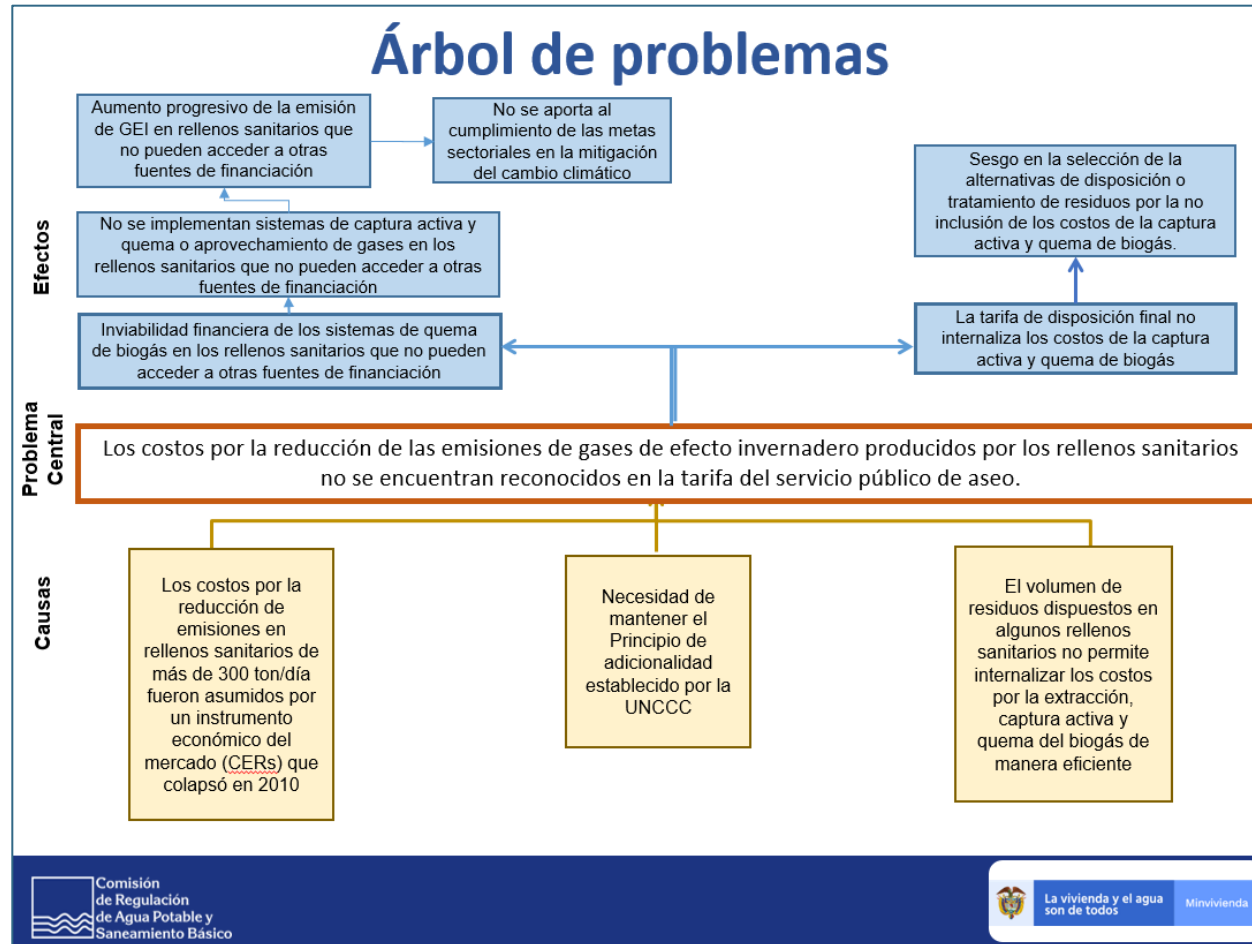 Árbol de problemas
Aumento progresivo de la emisión
de GEI en rellenos sanitarios que
no pueden acceder a otras
fuentes de financiación
No se aporta al
cumplimiento de las metas
sectoriales en la mitigación
del cambio climático
Sesgo en la selección de la
alternativas de disposición o
tratamiento de residuos por la no
inclusión de los costos de la captura
activa y quema de biogás.
Efectos
No se implementan sistemas de captura activa y
quema o aprovechamiento de gases en los
rellenos sanitarios que no pueden acceder a otras
fuentes de financiación
Inviabilidad financiera de los sistemas de quema
de biogás en los rellenos sanitarios que no pueden
acceder a otras fuentes de financiación
La tarifa de disposición final no
internaliza los costos de la captura
activa y quema de biogás
Problema
Central
Los costos por la reducción de las emisiones de gases de efecto invernadero producidos por los rellenos sanitarios
no se encuentran reconocidos en la tarifa del servicio público de aseo.
Causas
Los costos por la
reducción de
emisiones en
rellenos sanitarios de
más de 300 ton/día
fueron asumidos por
un instrumento
económico del
mercado (CERs) que
colapsó en 2010
Necesidad de
mantener el
Principio de
adicionalidad
establecido por la
UNCCC
El volumen de
residuos dispuestos en
algunos rellenos
sanitarios no permite
internalizar los costos
por la extracción,
captura activa y
quema del biogás de
manera eficiente
Comisión
de Regulación
de Agua Potable y
Saneamiento Básico
La vivienda y el agua
son de todos
Minvivienda